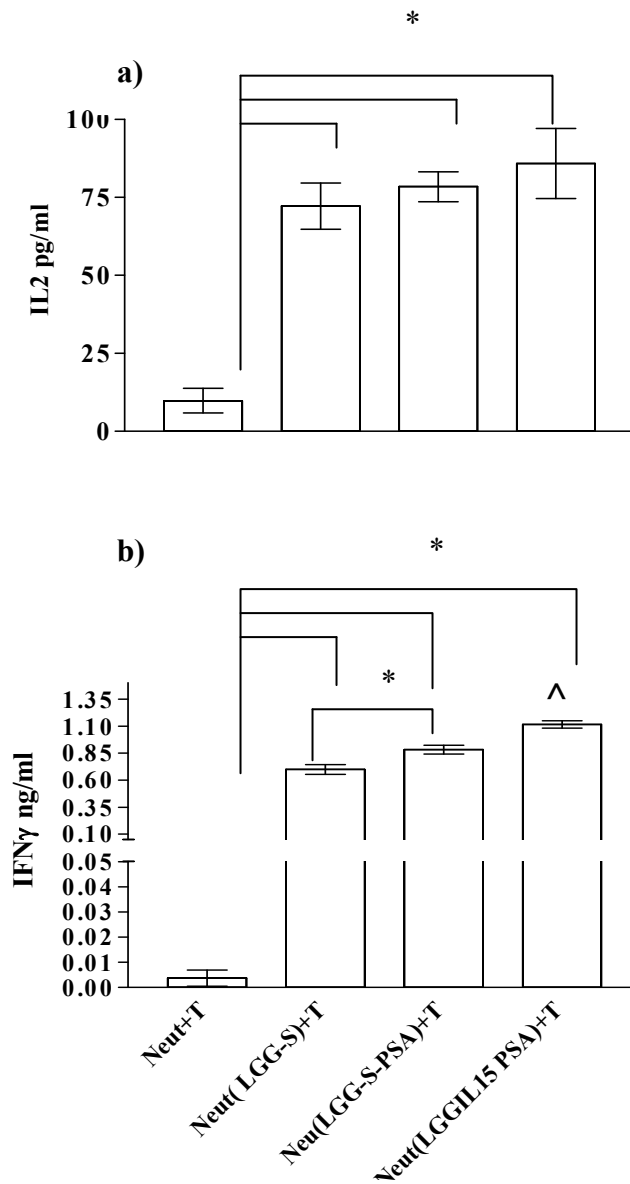 *
a)
100
75
50
25
0
IL2 pg/ml
b)
*
*
^
1.35
1.10
0.85
0.60
0.35
0.10
0.05
0.04
0.03
0.02
0.01
0.00
IFNγ ng/ml
Neut+T
Neut( LGG-S)+T
Neu(LGG-S-PSA)+T
Neut(LGGIL15 PSA)+T